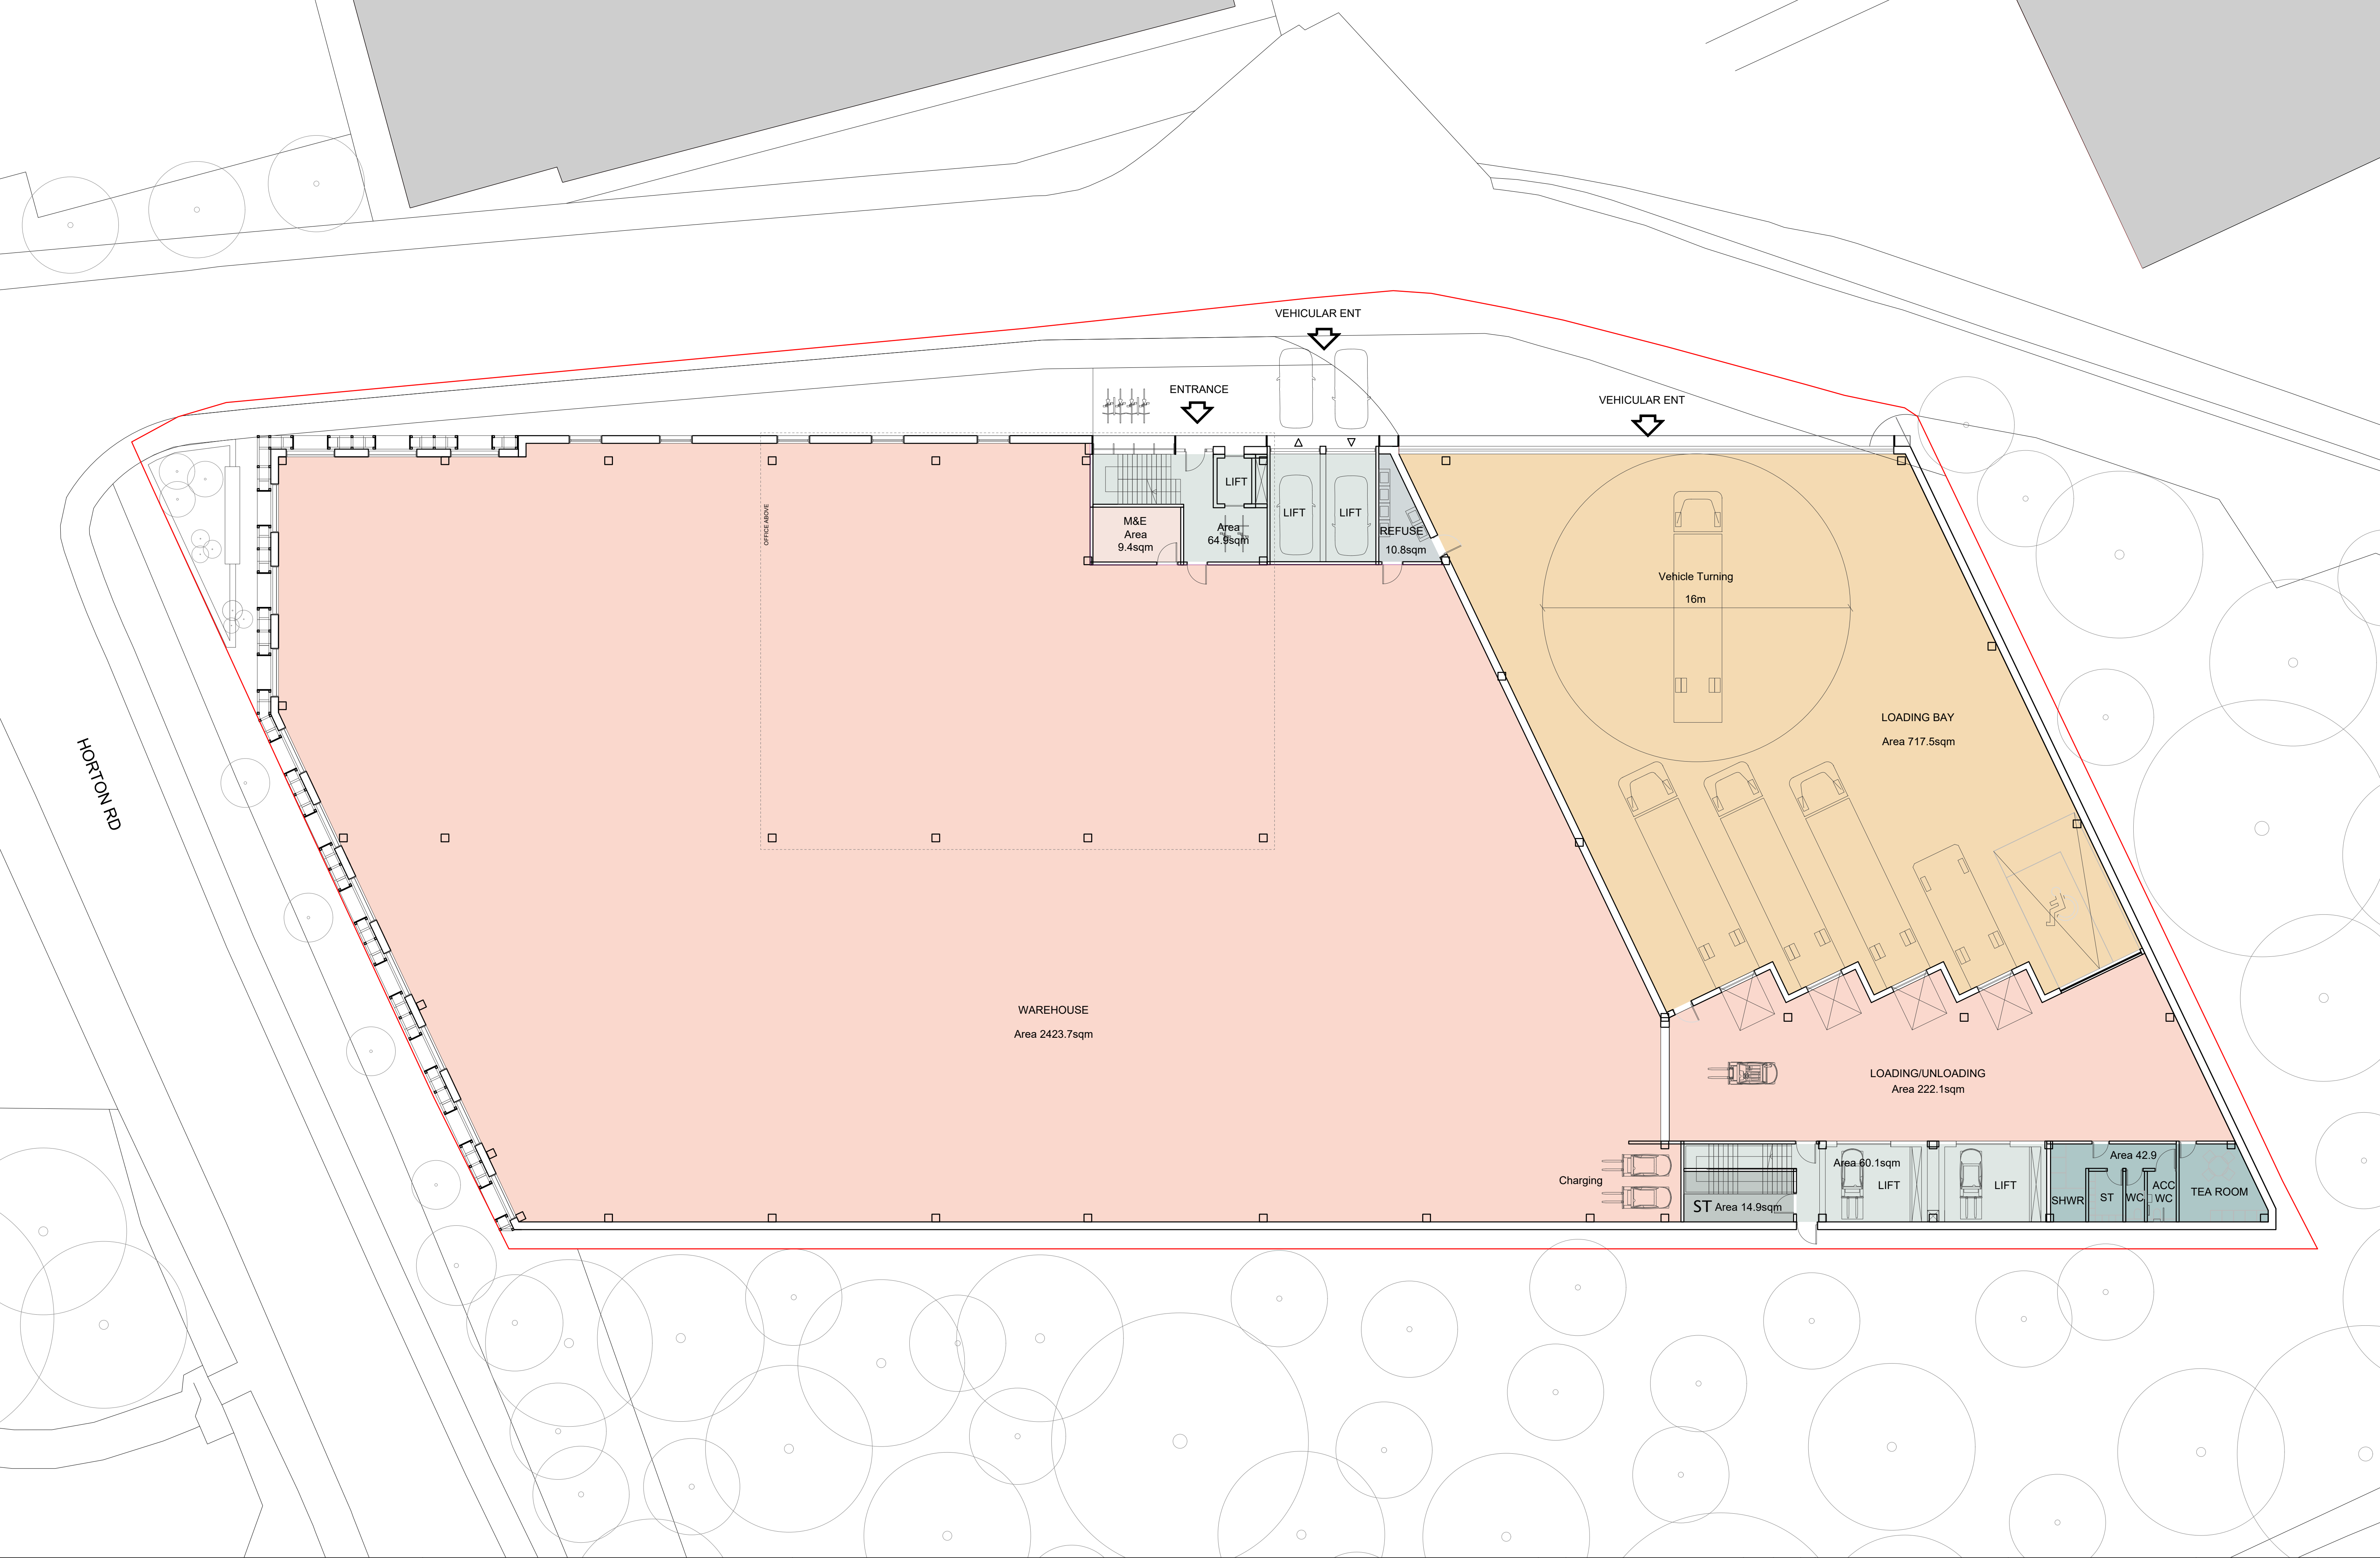 VEHICULAR ENT
ENTRANCE
VEHICULAR ENT
LIFT
OFFICE ABOVE
M&E
Area
9.4sqm
Area
64.9sqm
LIFT
LIFT
REFUSE
10.8sqm
Vehicle Turning
16m
LOADING BAY
Area 717.5sqm
HORTON RD
WAREHOUSE
Area 2423.7sqm
LOADING/UNLOADING
Area 222.1sqm
Charging
Area 60.1sqm
LIFT
LIFT
Area 42.9
ST Area 14.9sqm
SHWR
ST
WC
ACC
WC
TEA ROOM